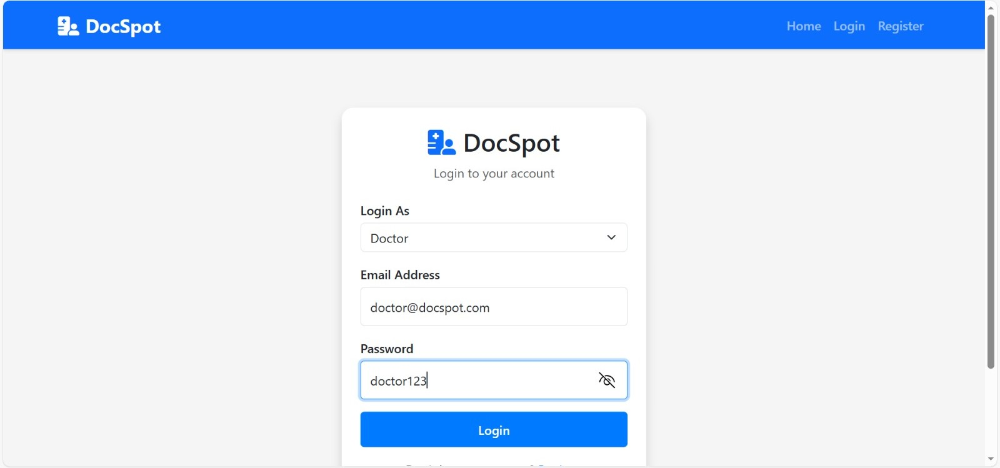 DocSpot
Home Login Register
DocSpot
Login to your account
Login As
Doctor
Email Address
doctor@docspot.com
Password
doctor123
Login